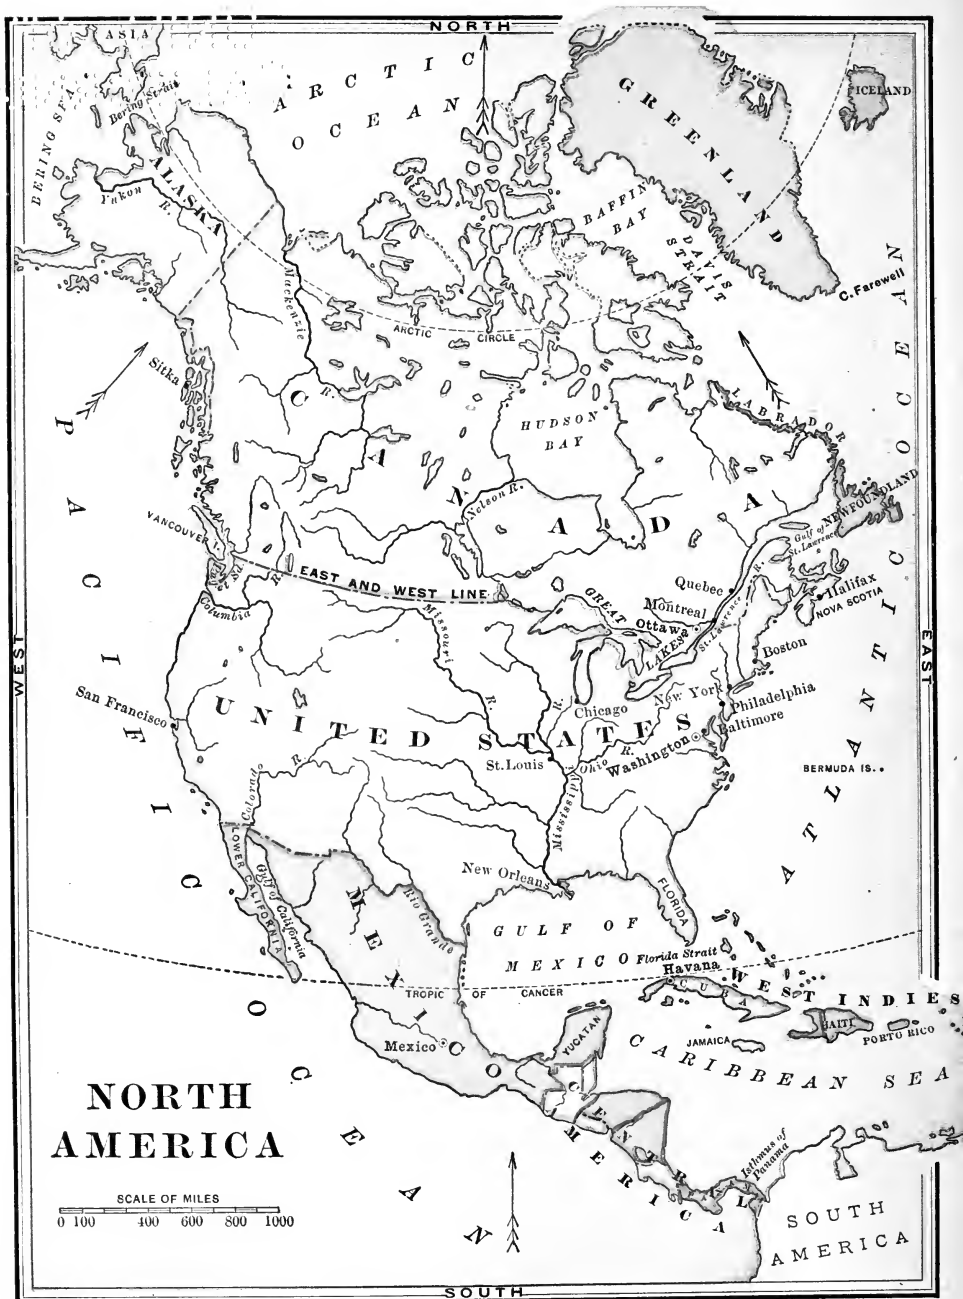 NORTH
ASIA
ARCTIC
OCEAN
GREENLAND
ICELAND
Bering Strait
BERING SEA
ALASKA
Yukon
R.
BAFFIN
BAY
DAVIS
STRAIT
C. Farewell
Mackenzie
R.
ARCTIC CIRCLE
Sitka
LABRADOR
HUDSON
BAY
CANADA
Nelson R.
NEWFOUNDLAND
Gulf of
St. Lawrence
VANCOUVER I.
EAST AND WEST LINE
Columbia
R.
Missouri
R.
GREAT
LAKES
Quebec
Montreal
Ottawa
St. Lawrence
R.
Halifax
NOVA SCOTIA
Boston
WEST
EAST
San Francisco
UNITED STATES
Chicago
New York
Philadelphia
Baltimore
Washington
St. Louis
Ohio
R.
R.
Mississippi
BERMUDA IS.
Colorado
R.
LOWER CALIFORNIA
Gulf of California
New Orleans
Rio Grande
FLORIDA
GULF OF
MEXICO
Florida Strait
Havana
CUBA
WEST INDIES
HAITI
PORTO RICO
JAMAICA
TROPIC OF CANCER
MEXICO
Mexico
YUCATAN
CARIBBEAN SEA
CENTRAL
AMERICA
Isthmus of
Panama
SOUTH
AMERICA
PACIFIC
OCEAN
ATLANTIC OCEAN
NORTH
AMERICA
SCALE OF MILES
0 100 400 600 800 1000
SOUTH